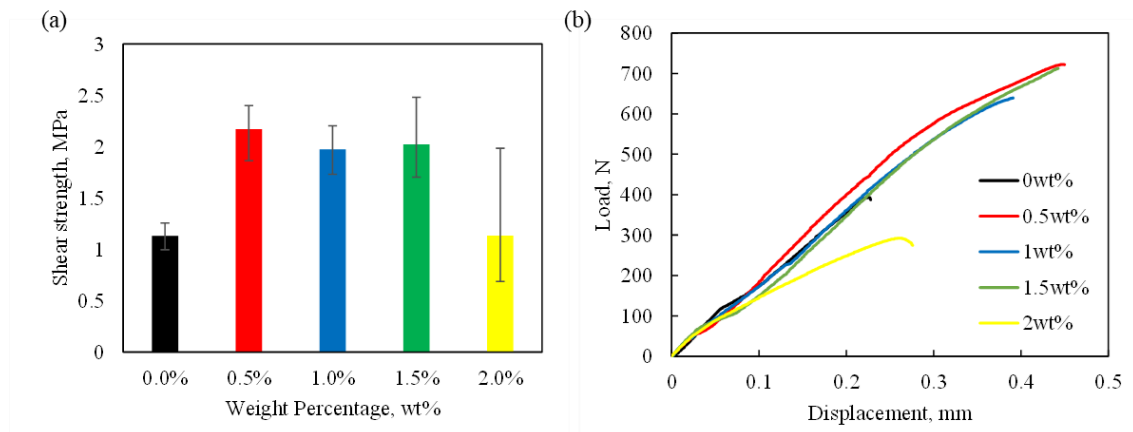 (a)
3
2.5
2
1.5
1
0.5
0
Shear strength, MPa
0.0% 0.5% 1.0% 1.5% 2.0%
Weight Percentage, wt%
(b)
800
700
600
500
400
300
200
100
0
Load, N
0wt%
0.5wt%
1wt%
1.5wt%
2wt%
0 0.1 0.2 0.3 0.4 0.5
Displacement, mm